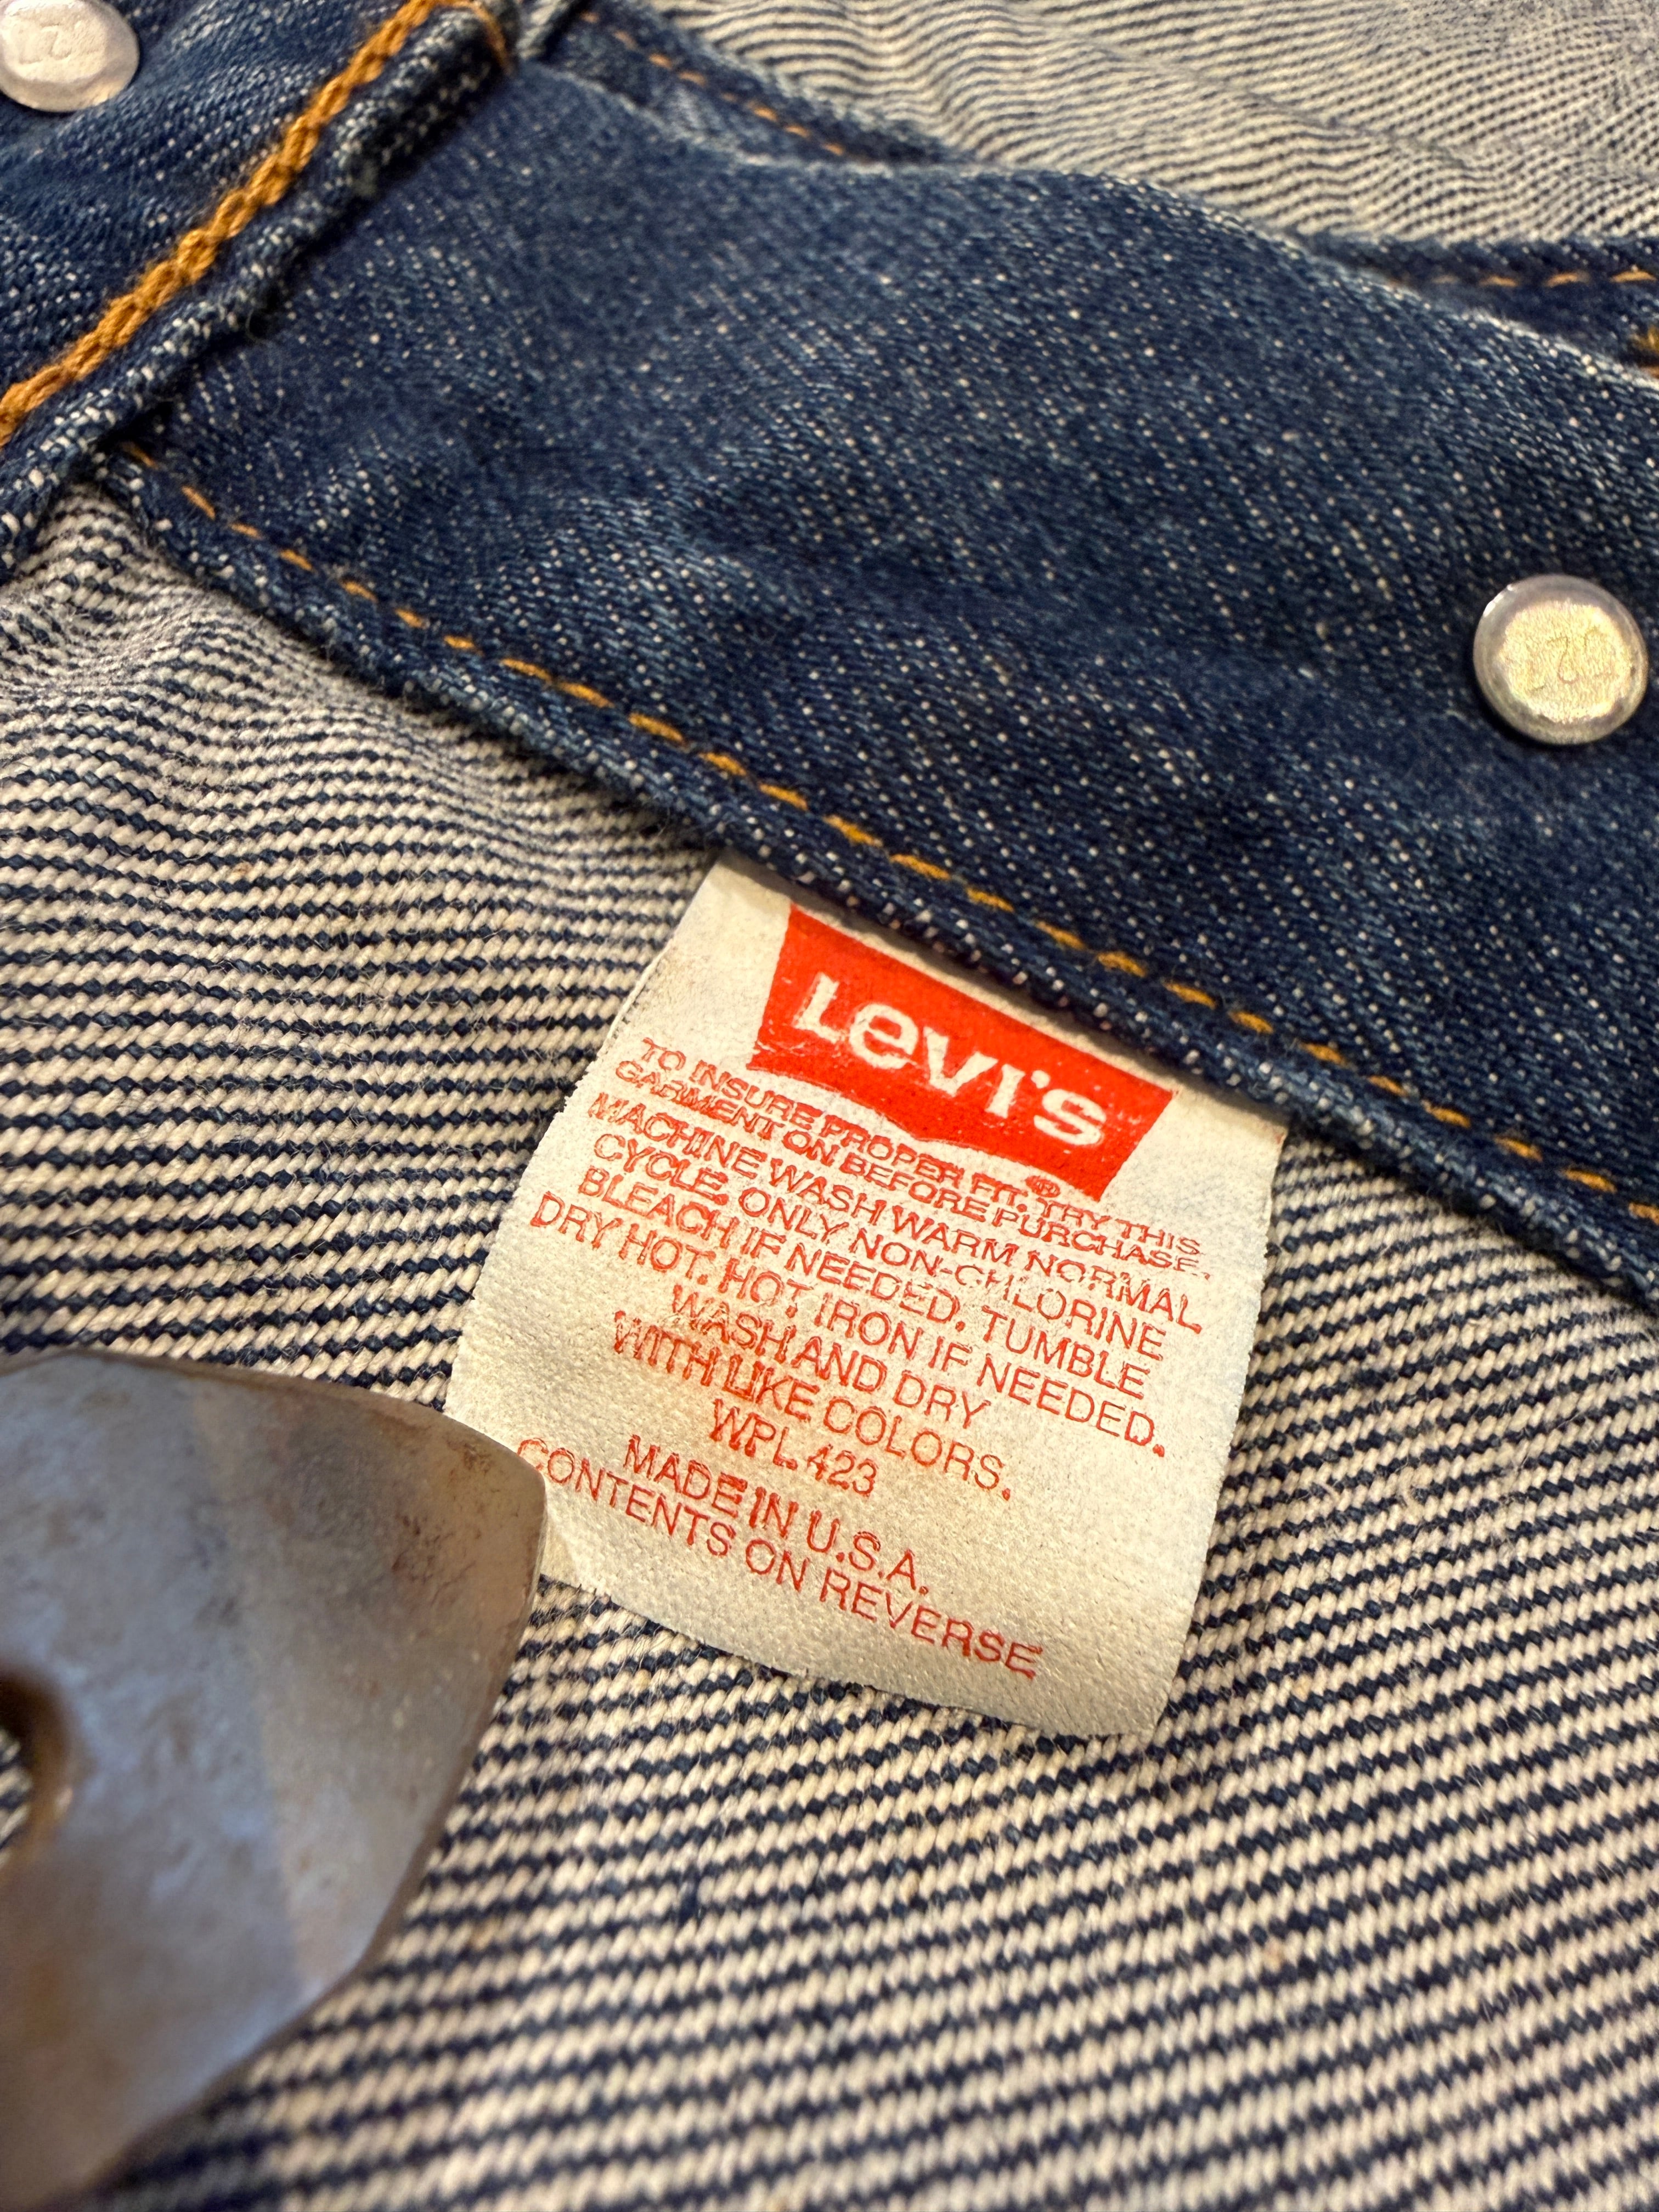 Levi's
®
TO INSURE PROPER FIT. TRY THIS
GARMENT ON BEFORE PURCHASE.
MACHINE WASH WARM NORMAL
CYCLE. ONLY NON-CHLORINE
BLEACH IF NEEDED. TUMBLE
DRY HOT. HOT IRON IF NEEDED.
WASH AND DRY
WITH LIKE COLORS.
WPL 423
MADE IN U.S.A.
CONTENTS ON REVERSE